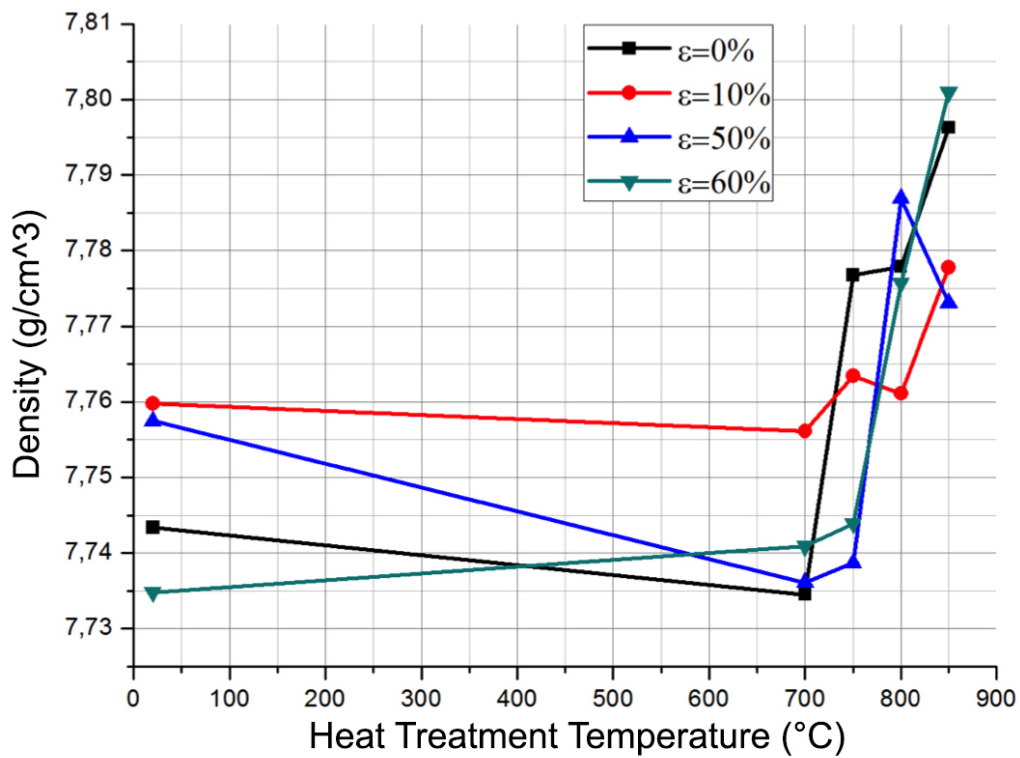 7,81
7,80
7,79
7,78
7,77
7,76
7,75
7,74
7,73
Density (g/cm^3)
ε=0%
ε=10%
ε=50%
ε=60%
0 100 200 300 400 500 600 700 800 900
Heat Treatment Temperature (°C)